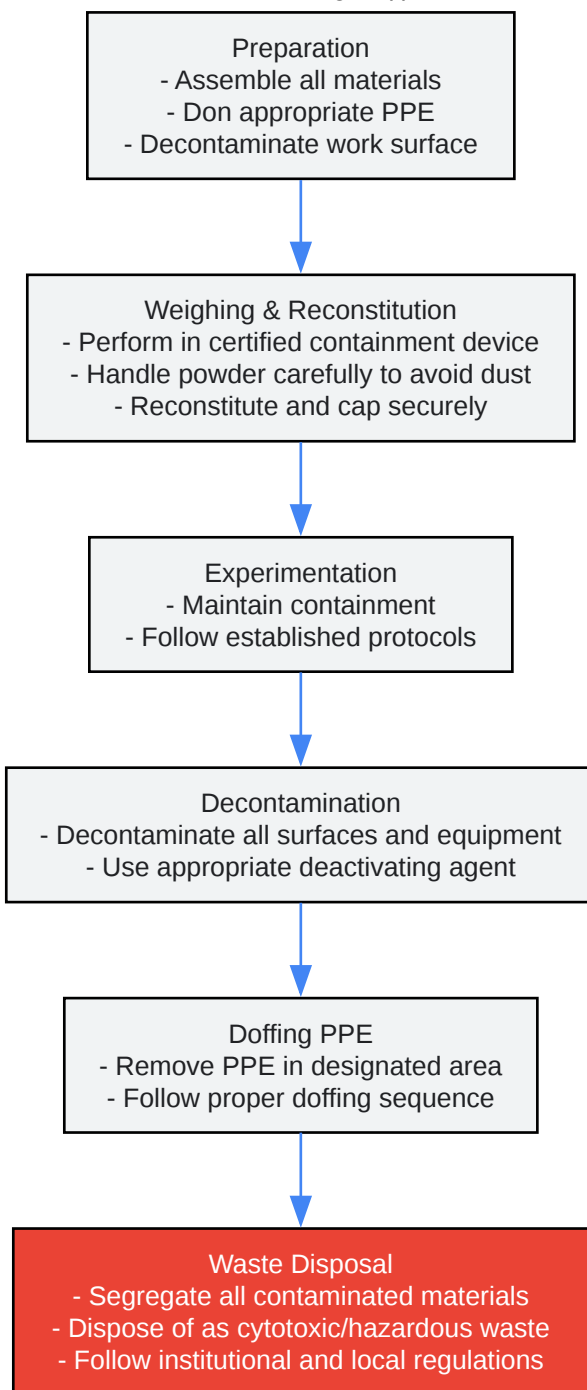 Preparation
- Assemble all materials
- Don appropriate PPE
- Decontaminate work surface
Weighing & Reconstitution
- Perform in certified containment device
- Handle powder carefully to avoid dust
- Reconstitute and cap securely
Experimentation
- Maintain containment
- Follow established protocols
Decontamination
- Decontaminate all surfaces and equipment
- Use appropriate deactivating agent
Doffing PPE
- Remove PPE in designated area
- Follow proper doffing sequence
Waste Disposal
- Segregate all contaminated materials
- Dispose of as cytotoxic/hazardous waste
- Follow institutional and local regulations